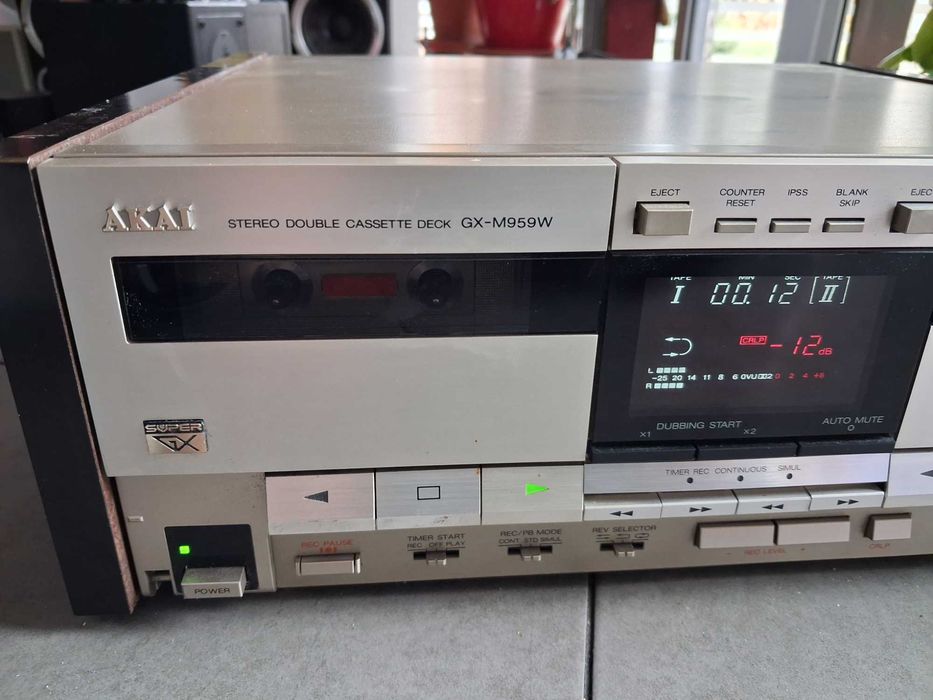 AKAI
STEREO DOUBLE CASSETTE DECK GX-M959W
EJECT
COUNTER RESET
IPSS
BLANK SKIP
EJEC
TAPE MIN SEC TAPE
I 00.12 II
CRLP -12 dB
L
-25 20 14 11 8 6 0VU 2 0 2 4 +8
R
DUBBING START
x1 x2
AUTO MUTE
SUPER GX
TIMER REC CONTINUOUS SIMUL
REC PAUSE
TIMER START
REC - OFF PLAY
REC/PB MODE
CONT. STD SIMUL
REV SELECTOR
- REC LEVEL +
CRLP
POWER